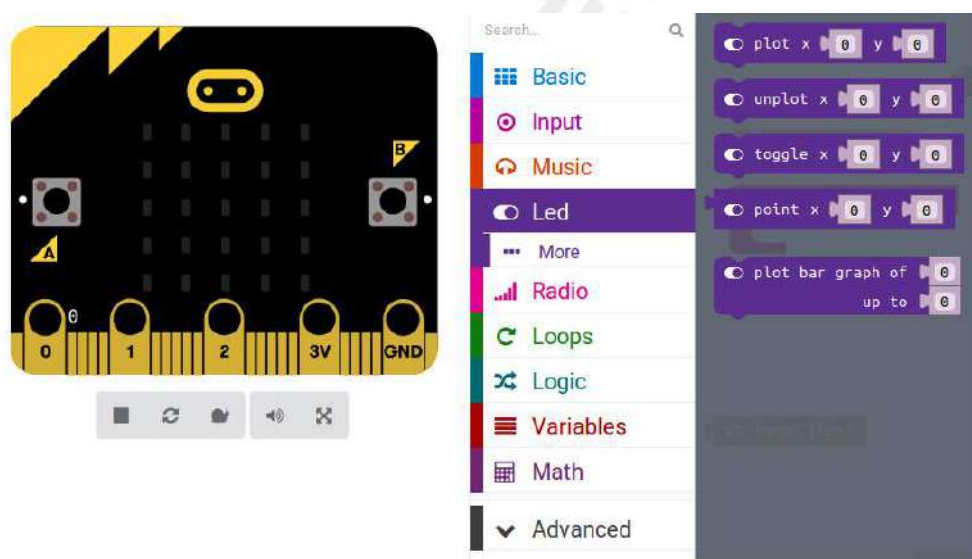 B
A
0
0 1 2 3V GND
Search...
Basic
Input
Music
Led
More
Radio
Loops
Logic
Variables
Math
Advanced
plot x 0 y 0
unplot x 0 y 0
toggle x 0 y 0
point x 0 y 0
plot bar graph of 0
up to 0